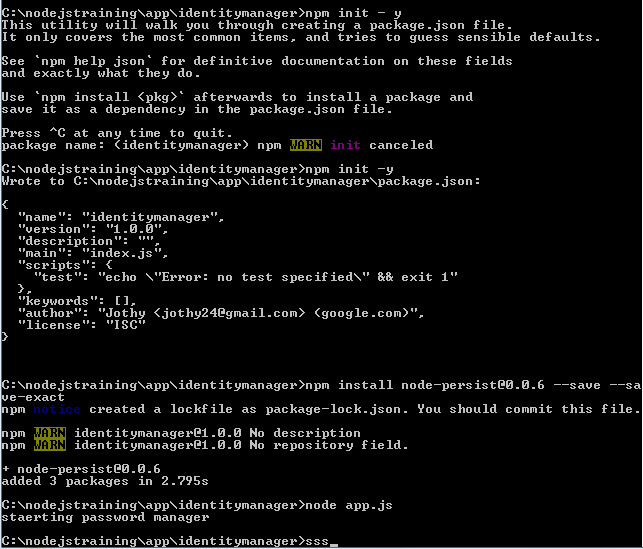 C:\nodejstraining\app\identitymanager>npm init - y
This utility will walk you through creating a package.json file.
It only covers the most common items, and tries to guess sensible defaults.
See `npm help json` for definitive documentation on these fields
and exactly what they do.
Use `npm install <pkg>` afterwards to install a package and
save it as a dependency in the package.json file.
Press ^C at any time to quit.
package name: (identitymanager) npm WARN init canceled
C:\nodejstraining\app\identitymanager>npm init -y
Wrote to C:\nodejstraining\app\identitymanager\package.json:
{
  "name": "identitymanager",
  "version": "1.0.0",
  "description": "",
  "main": "index.js",
  "scripts": {
    "test": "echo \"Error: no test specified\" && exit 1"
  },
  "keywords": [],
  "author": "Jothy <jothy24@gmail.com> (google.com)",
  "license": "ISC"
}
C:\nodejstraining\app\identitymanager>npm install node-persist@0.0.6 --save --sa
ve-exact
npm notice created a lockfile as package-lock.json. You should commit this file.
npm WARN identitymanager@1.0.0 No description
npm WARN identitymanager@1.0.0 No repository field.
+ node-persist@0.0.6
added 3 packages in 2.795s
C:\nodejstraining\app\identitymanager>node app.js
staerting password manager
C:\nodejstraining\app\identitymanager>sss_